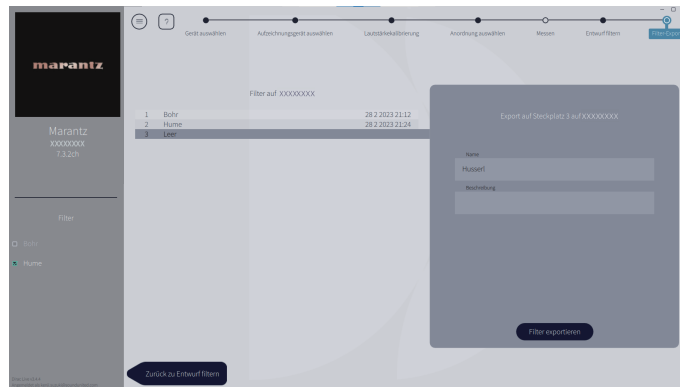 ?
Gerät auswählen
Aufzeichnungsgerät auswählen
Lautstärkekalibrierung
Anordnung auswählen
Messen
Entwurf filtern
Filter-Export
marantz
Filter auf XXXXXXXX
1 Bohr 28 2 2023 21:12
2 Hume 28 2 2023 21:24
3 Leer
Marantz
XXXXXXXX
7.3.2ch
Filter
Bohr
Hume
Export auf Steckplatz 3 auf XXXXXXXX
Name
Husserl
Beschreibung
Filter exportieren
Zurück zu Entwurf filtern